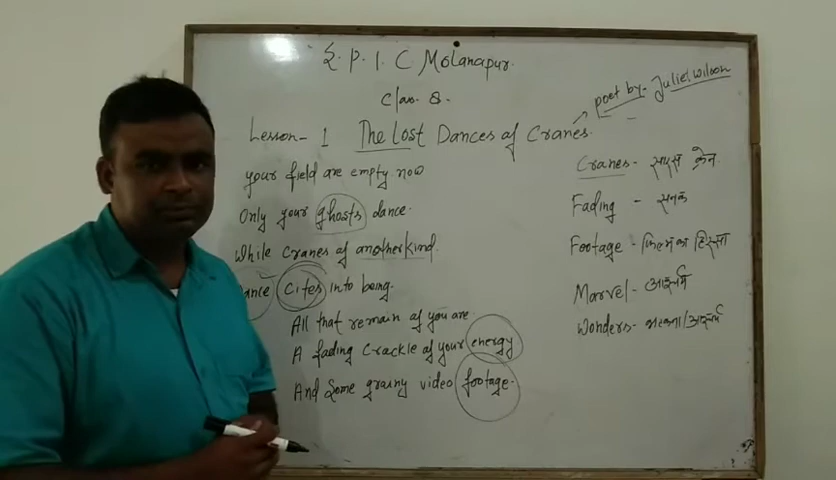 S. P. I. C Molanapur.
Class 8.
poet by- Juliel wilson
Lesson- 1 The Lost Dances of Cranes.
your field are empty now
Only your ghosts dance.
while cranes of another kind
ance cites into being.
All that remain of you are
A fading crackle of your energy
And Some grainy video footage.
Cranes - सारस क्रेन
Fading -
Footage - फिल्म का हिस्सा
Marvel - आश्चर्य
Wonders-